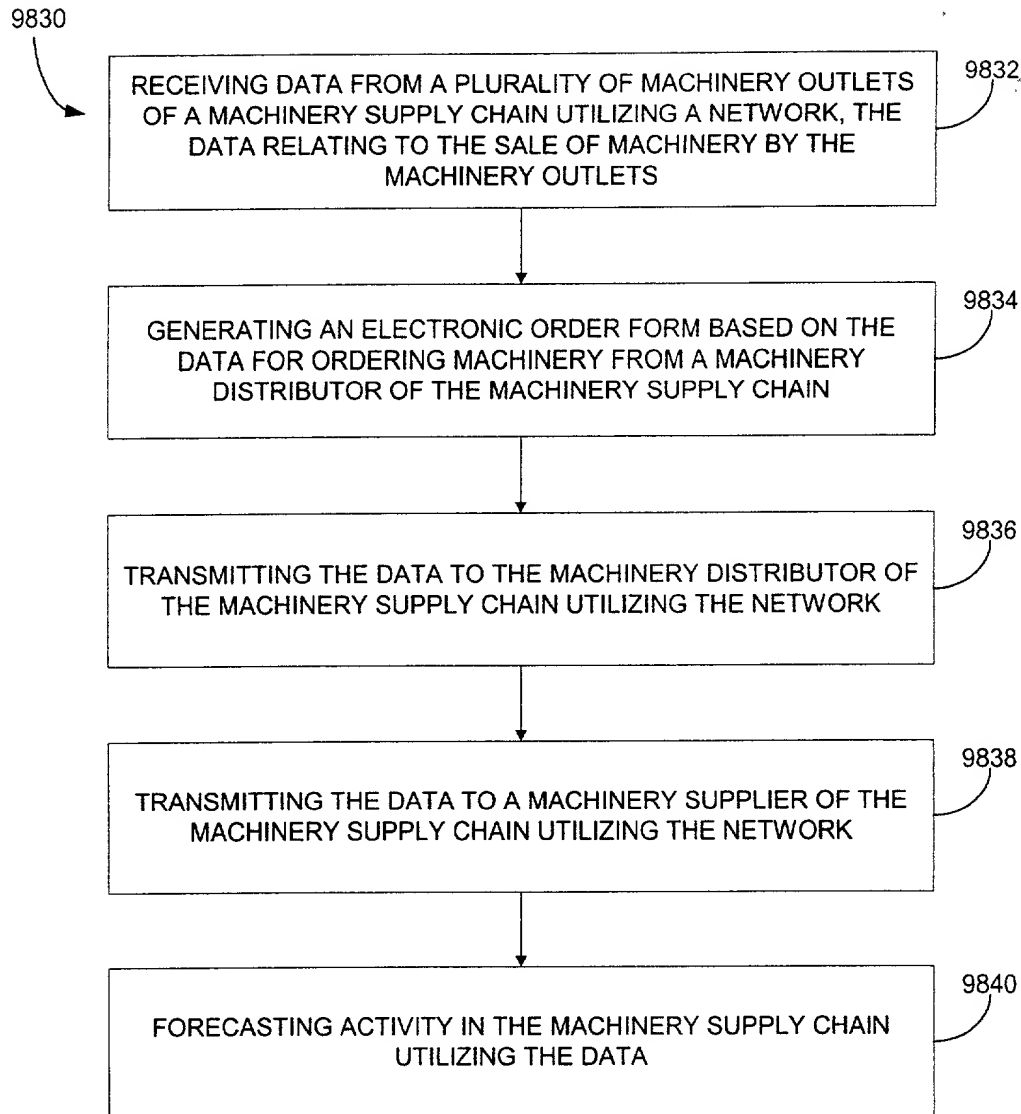 9830
RECEIVING DATA FROM A PLURALITY OF MACHINERY OUTLETS
OF A MACHINERY SUPPLY CHAIN UTILIZING A NETWORK, THE
DATA RELATING TO THE SALE OF MACHINERY BY THE
MACHINERY OUTLETS
9832
GENERATING AN ELECTRONIC ORDER FORM BASED ON THE
DATA FOR ORDERING MACHINERY FROM A MACHINERY
DISTRIBUTOR OF THE MACHINERY SUPPLY CHAIN
9834
TRANSMITTING THE DATA TO THE MACHINERY DISTRIBUTOR OF
THE MACHINERY SUPPLY CHAIN UTILIZING THE NETWORK
9836
TRANSMITTING THE DATA TO A MACHINERY SUPPLIER OF THE
MACHINERY SUPPLY CHAIN UTILIZING THE NETWORK
9838
FORECASTING ACTIVITY IN THE MACHINERY SUPPLY CHAIN
UTILIZING THE DATA
9840